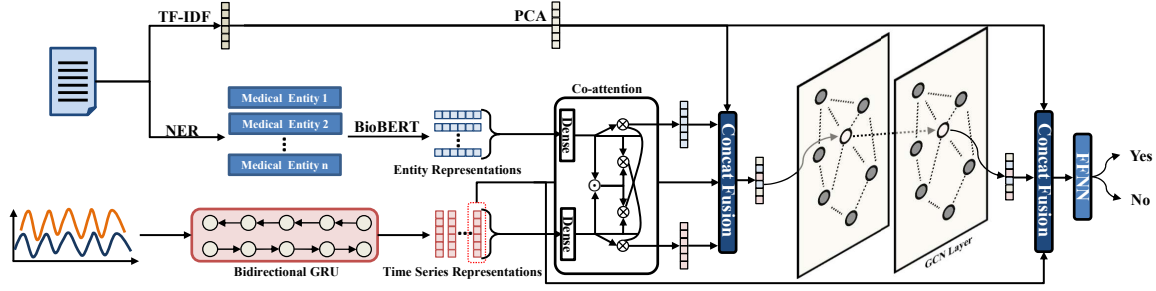 TF-IDF
PCA
NER
Medical Entity 1
Medical Entity 2
Medical Entity n
BioBERT
Entity Representations
Co-attention
Dense
Dense
Concat Fusion
GCN Layer
Concat Fusion
FFNN
Yes
No
Bidirectional GRU
Time Series Representations